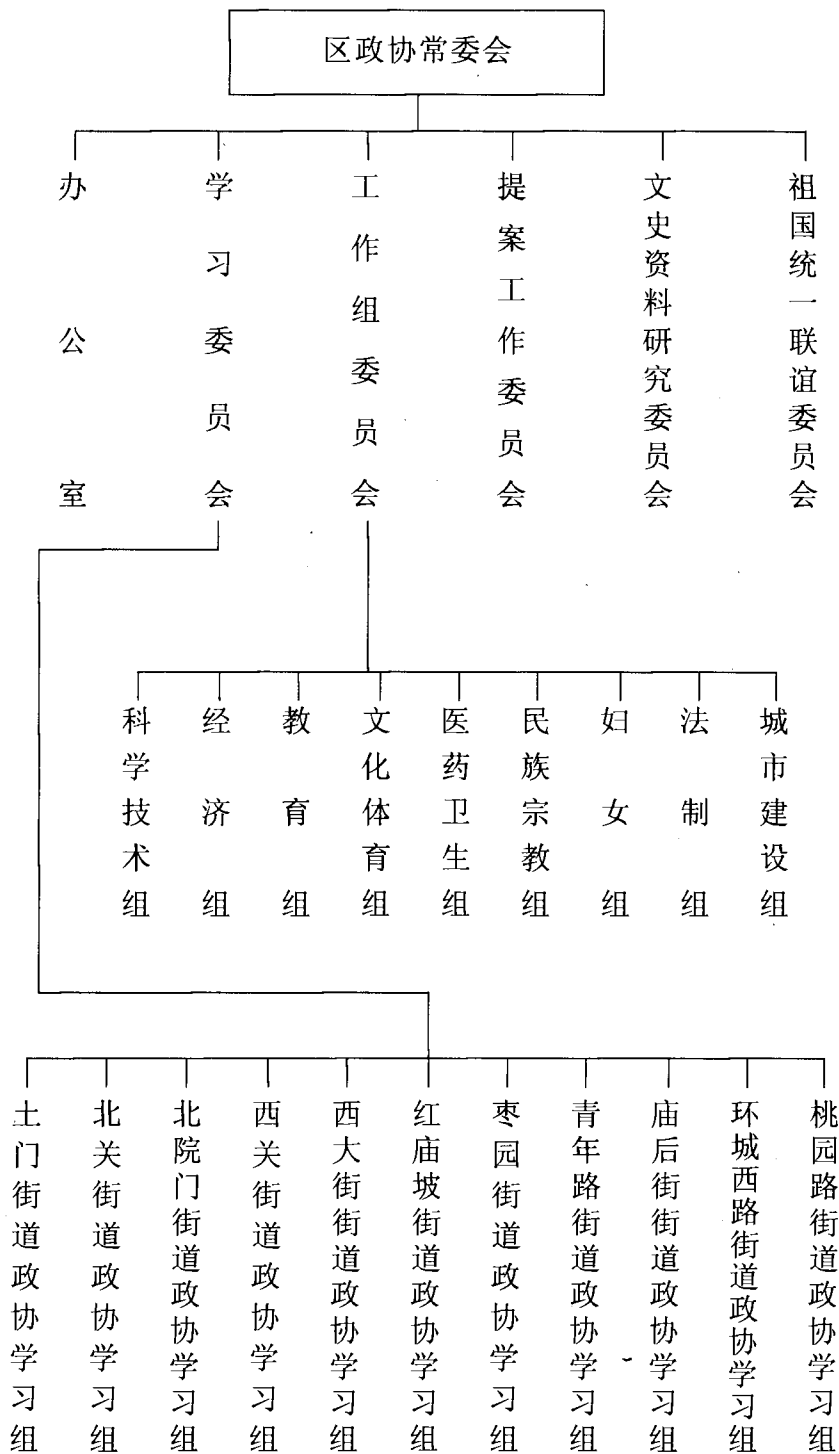 区政协常委会
办公室
学习委员会
工作组委员会
提案工作委员会
文史资料研究委员会
祖国统一联谊委员会
科学技术组
经济组
教育组
文化体育组
医药卫生组
民族宗教组
妇女组
法制组
城市建设组
土门街道政协学习组
北关街道政协学习组
北院门街道政协学习组
西关街道政协学习组
西大街街道政协学习组
红庙坡街道政协学习组
枣园街道政协学习组
青年路街道政协学习组
庙后街街道政协学习组
环城西路街道政协学习组
桃园路街道政协学习组